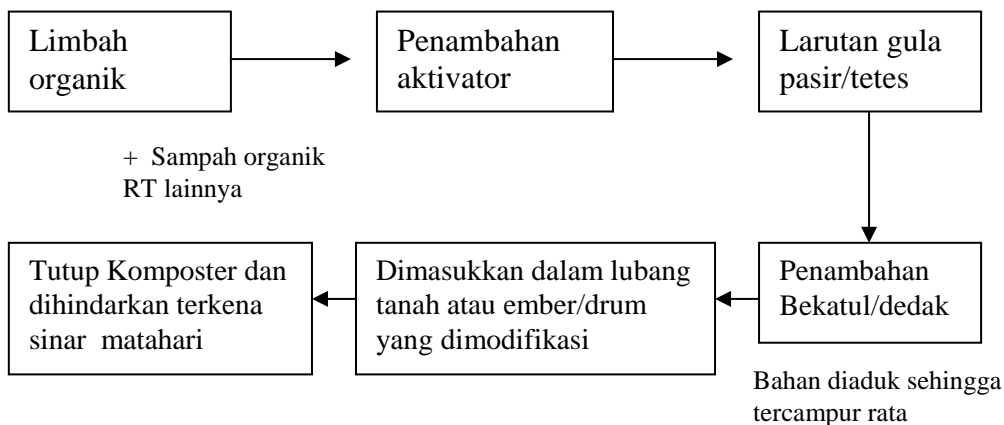 Limbah
organik
Penambahan
aktivator
Larutan gula
pasir/tetes
+ Sampah organik
RT lainnya
Penambahan
Bekatul/dedak
Bahan diaduk sehingga
tercampur rata
Dimasukkan dalam lubang
tanah atau ember/drum
yang dimodifikasi
Tutup Komposter dan
dihindarkan terkena
sinar matahari